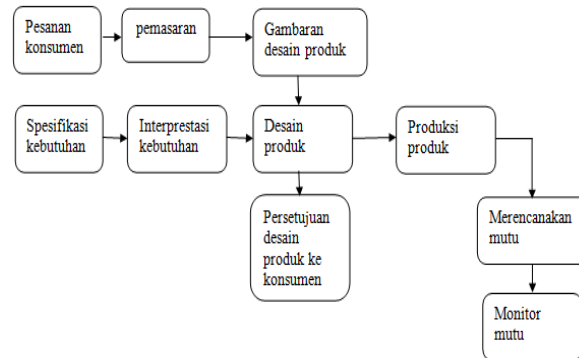 Pesanan
konsumen
pemasaran
Gambaran
desain produk
Spesifikasi
kebutuhan
Interprestasi
kebutuhan
Desain
produk
Produksi
produk
Persetujuan
desain
produk ke
konsumen
Merencanakan
mutu
Monitor
mutu